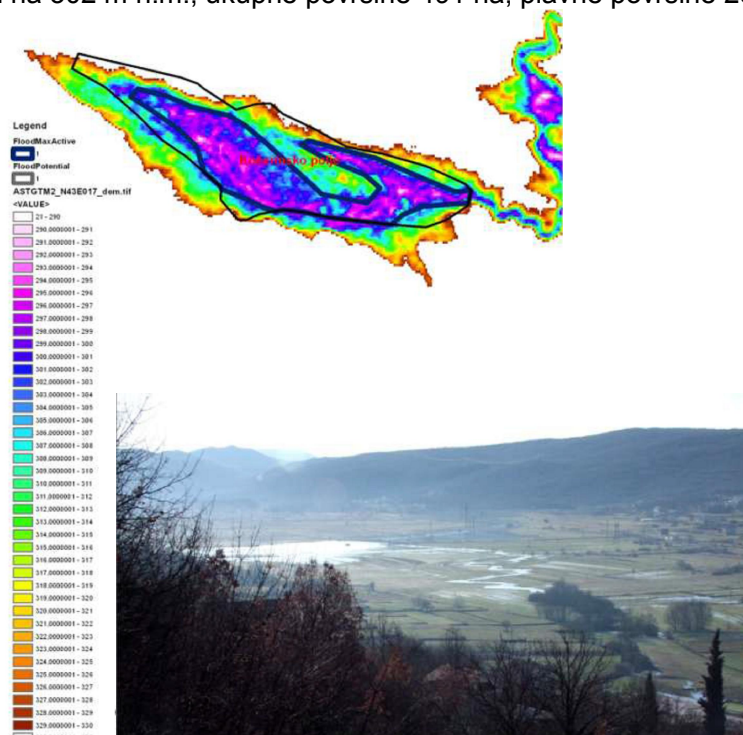 m n.m., ukupne površine ha, plavne površine
polje
Legend
FloodMaxActive
1
FloodPotential
1
ASTGTM2_N43E017_dem.tif
<VALUE>
21 - 290
290.0000001 - 291
291.0000001 - 292
292.0000001 - 293
293.0000001 - 294
294.0000001 - 295
295.0000001 - 296
296.0000001 - 297
297.0000001 - 298
298.0000001 - 299
299.0000001 - 300
300.0000001 - 301
301.0000001 - 302
302.0000001 - 303
303.0000001 - 304
304.0000001 - 305
305.0000001 - 306
306.0000001 - 307
307.0000001 - 308
308.0000001 - 309
309.0000001 - 310
310.0000001 - 311
311.0000001 - 312
312.0000001 - 313
313.0000001 - 314
314.0000001 - 315
315.0000001 - 316
316.0000001 - 317
317.0000001 - 318
318.0000001 - 319
319.0000001 - 320
320.0000001 - 321
321.0000001 - 322
322.0000001 - 323
323.0000001 - 324
324.0000001 - 325
325.0000001 - 326
326.0000001 - 327
327.0000001 - 328
328.0000001 - 329
329.0000001 - 330